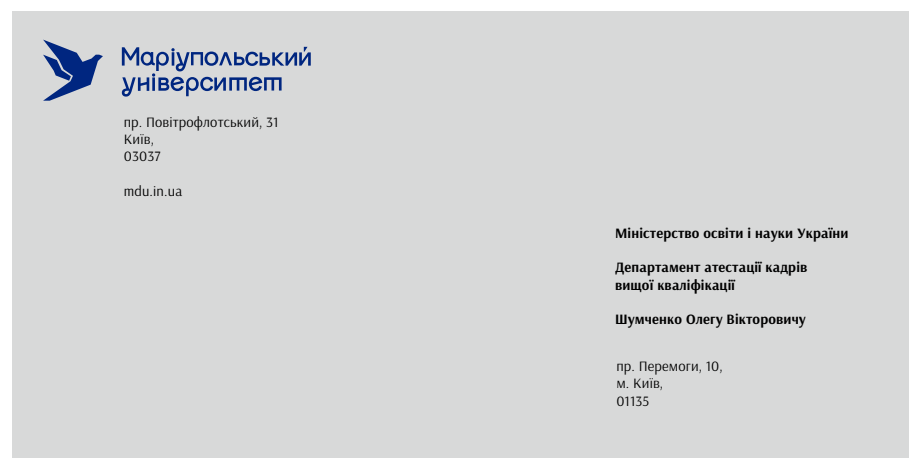 Маріупольський
університет
пр. Повітрофлотський, 31
Київ,
03037
mdu.in.ua
Міністерство освіти і науки України
Департамент атестації кадрів
вищої кваліфікації
Шумченко Олегу Вікторовичу
пр. Перемоги, 10,
м. Київ,
01135